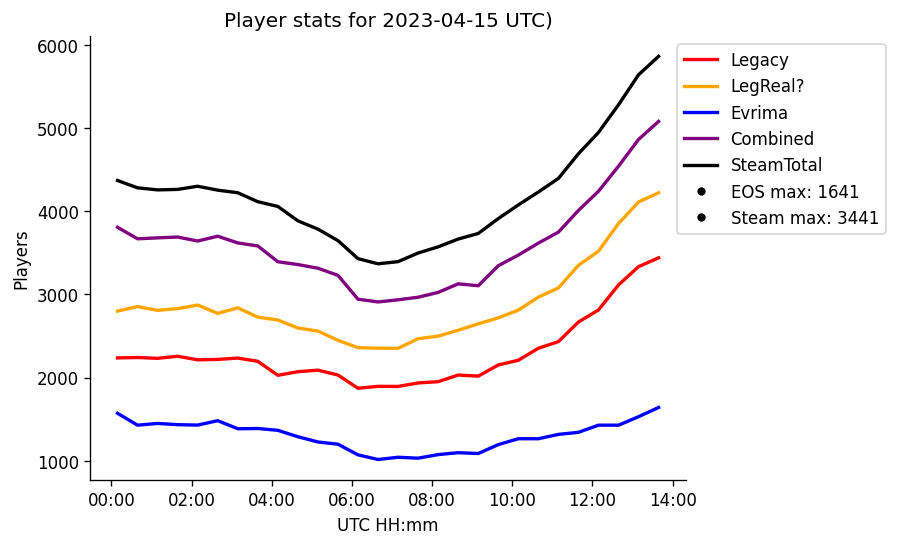 Player stats for 2023-04-15 UTC)
6000
5000
4000
3000
2000
1000
Players
00:00 02:00 04:00 06:00 08:00 10:00 12:00 14:00
UTC HH:mm
Legacy
LegReal?
Evrima
Combined
SteamTotal
EOS max: 1641
Steam max: 3441